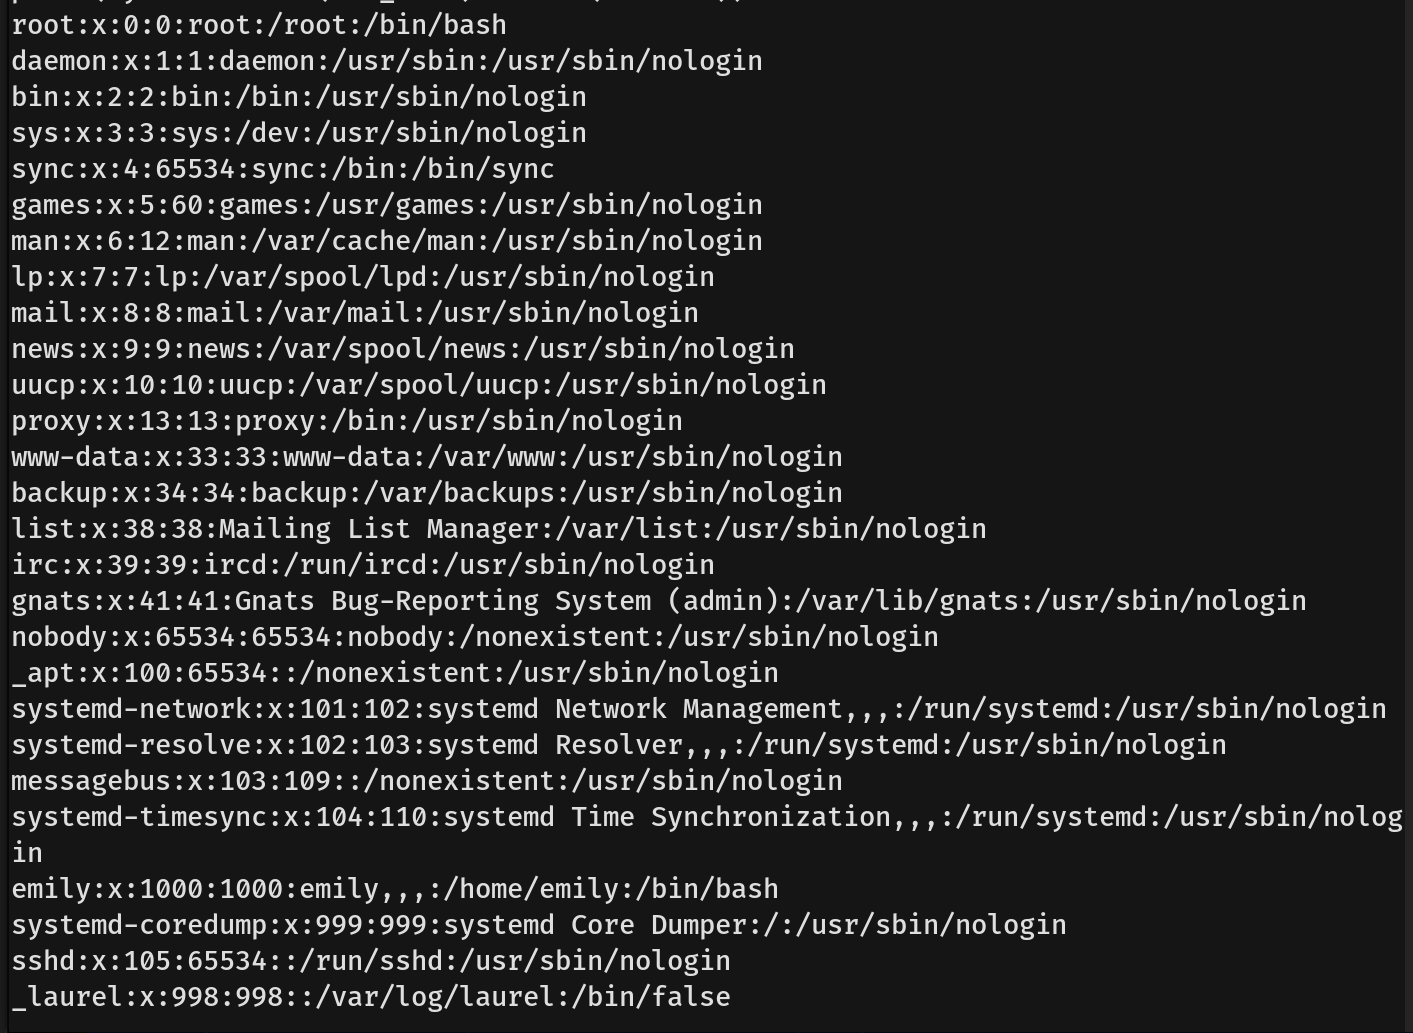 root:x:0:0:root:/root:/bin/bash
daemon:x:1:1:daemon:/usr/sbin:/usr/sbin/nologin
bin:x:2:2:bin:/bin:/usr/sbin/nologin
sys:x:3:3:sys:/dev:/usr/sbin/nologin
sync:x:4:65534:sync:/bin:/bin/sync
games:x:5:60:games:/usr/games:/usr/sbin/nologin
man:x:6:12:man:/var/cache/man:/usr/sbin/nologin
lp:x:7:7:lp:/var/spool/lpd:/usr/sbin/nologin
mail:x:8:8:mail:/var/mail:/usr/sbin/nologin
news:x:9:9:news:/var/spool/news:/usr/sbin/nologin
uucp:x:10:10:uucp:/var/spool/uucp:/usr/sbin/nologin
proxy:x:13:13:proxy:/bin:/usr/sbin/nologin
www-data:x:33:33:www-data:/var/www:/usr/sbin/nologin
backup:x:34:34:backup:/var/backups:/usr/sbin/nologin
list:x:38:38:Mailing List Manager:/var/list:/usr/sbin/nologin
irc:x:39:39:ircd:/run/ircd:/usr/sbin/nologin
gnats:x:41:41:Gnats Bug-Reporting System (admin):/var/lib/gnats:/usr/sbin/nologin
nobody:x:65534:65534:nobody:/nonexistent:/usr/sbin/nologin
_apt:x:100:65534::/nonexistent:/usr/sbin/nologin
systemd-network:x:101:102:systemd Network Management,,,:/run/systemd:/usr/sbin/nologin
systemd-resolve:x:102:103:systemd Resolver,,,:/run/systemd:/usr/sbin/nologin
messagebus:x:103:109::/nonexistent:/usr/sbin/nologin
systemd-timesync:x:104:110:systemd Time Synchronization,,,:/run/systemd:/usr/sbin/nolog
in
emily:x:1000:1000:emily,,,:/home/emily:/bin/bash
systemd-coredump:x:999:999:systemd Core Dumper:/:/usr/sbin/nologin
sshd:x:105:65534::/run/sshd:/usr/sbin/nologin
_laurel:x:998:998::/var/log/laurel:/bin/false